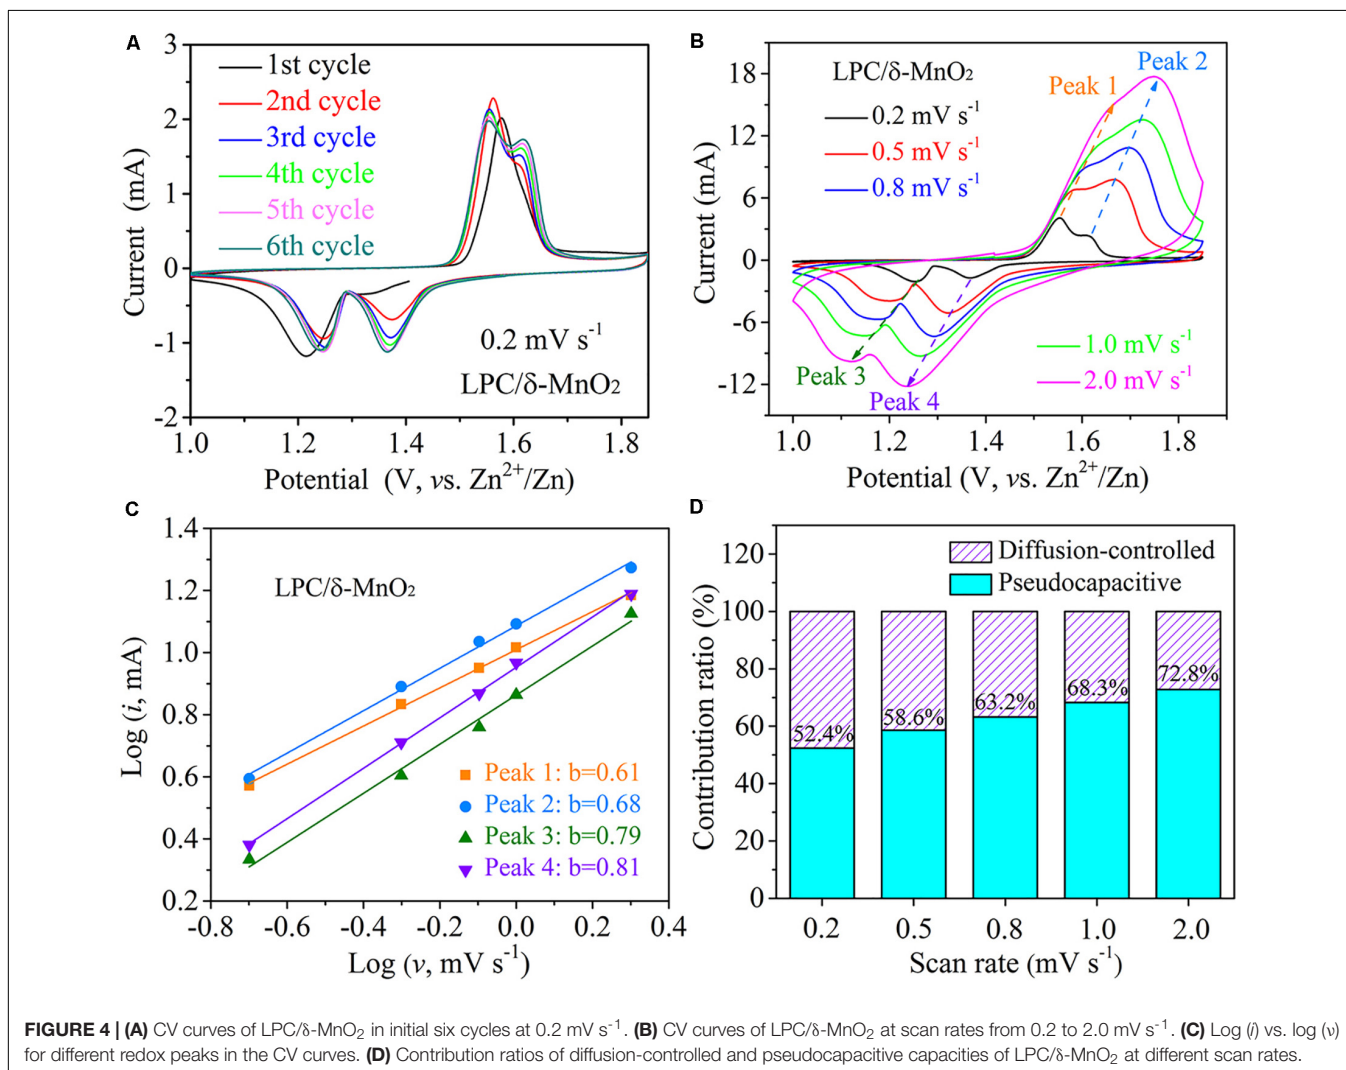 A
3
2
1
0
-1
-2
Current (mA)
1st cycle
2nd cycle
3rd cycle
4th cycle
5th cycle
6th cycle
0.2 mV s⁻¹
LPC/δ-MnO₂
1.0 1.2 1.4 1.6 1.8
Potential (V, vs. Zn²⁺/Zn)
B
18
12
6
0
-6
-12
Current (mA)
LPC/δ-MnO₂
0.2 mV s⁻¹
0.5 mV s⁻¹
0.8 mV s⁻¹
Peak 1
Peak 2
Peak 3
Peak 4
1.0 mV s⁻¹
2.0 mV s⁻¹
1.0 1.2 1.4 1.6 1.8
Potential (V, vs. Zn²⁺/Zn)
C
1.4
1.2
1.0
0.8
0.6
0.4
0.2
Log (i, mA)
LPC/δ-MnO₂
Peak 1: b=0.61
Peak 2: b=0.68
Peak 3: b=0.79
Peak 4: b=0.81
-0.8 -0.6 -0.4 -0.2 0.0 0.2 0.4
Log (v, mV s⁻¹)
D
120
100
80
60
40
20
0
Contribution ratio (%)
Diffusion-controlled
Pseudocapacitive
52.4%
58.6%
63.2%
68.3%
72.8%
0.2 0.5 0.8 1.0 2.0
Scan rate (mV s⁻¹)
FIGURE 4 | (A) CV curves of LPC/δ-MnO₂ in initial six cycles at 0.2 mV s⁻¹. (B) CV curves of LPC/δ-MnO₂ at scan rates from 0.2 to 2.0 mV s⁻¹. (C) Log (i) vs. log (ν)
for different redox peaks in the CV curves. (D) Contribution ratios of diffusion-controlled and pseudocapacitive capacities of LPC/δ-MnO₂ at different scan rates.